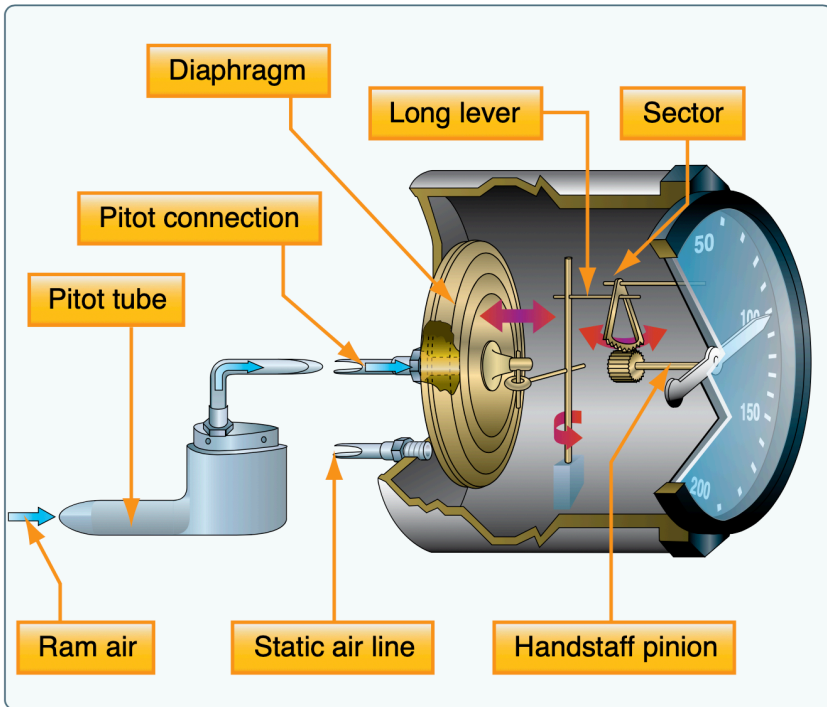 Diaphragm
Long lever
Sector
Pitot connection
Pitot tube
50
100
150
200
Ram air
Static air line
Handstaff pinion